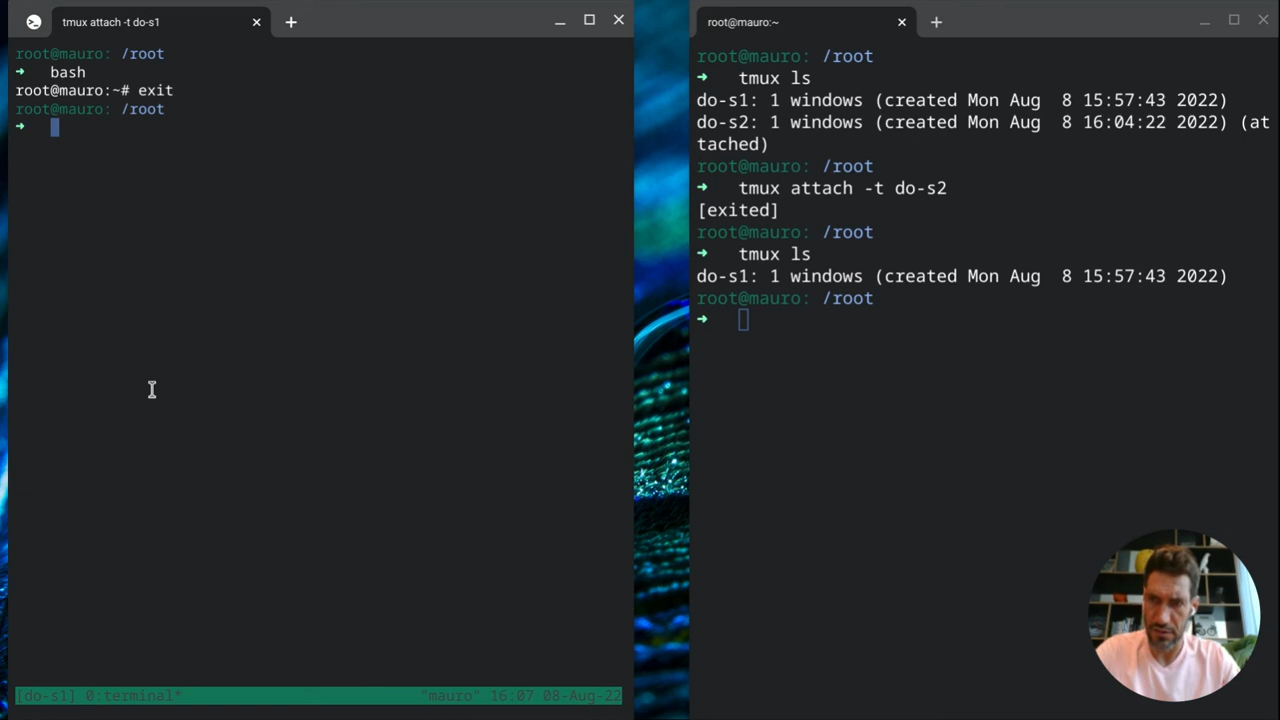 tmux attach -t do-s1
root@mauro: /root
➜ bash
root@mauro:~# exit
root@mauro: /root
➜
[do-s1] 0:terminal* "mauro" 16:07 08-Aug-22
root@mauro:~
root@mauro: /root
➜ tmux ls
do-s1: 1 windows (created Mon Aug  8 15:57:43 2022)
do-s2: 1 windows (created Mon Aug  8 16:04:22 2022) (at
tached)
root@mauro: /root
➜ tmux attach -t do-s2
[exited]
root@mauro: /root
➜ tmux ls
do-s1: 1 windows (created Mon Aug  8 15:57:43 2022)
root@mauro: /root
➜